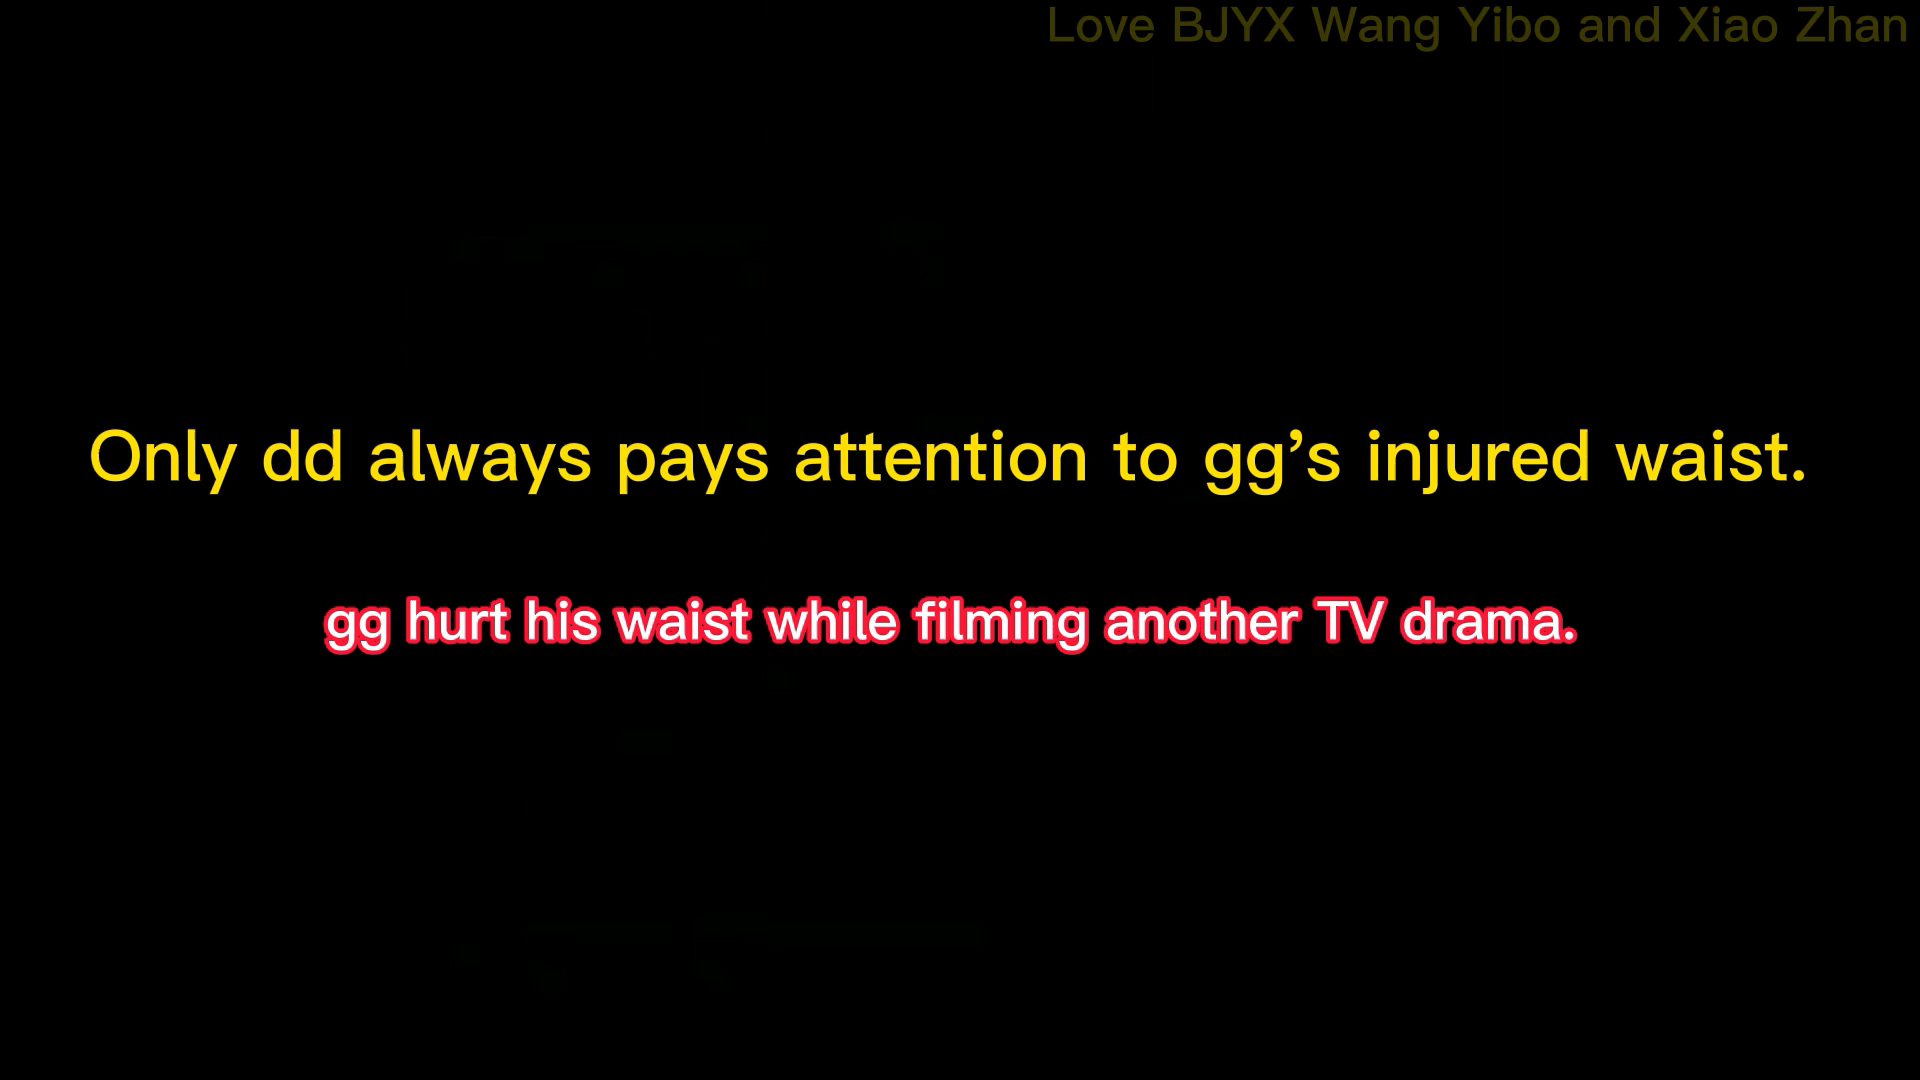 Love BJYX Wang Yibo and Xiao Zhan
Only dd always pays attention to gg’s injured waist.
gg hurt his waist while filming another TV drama.